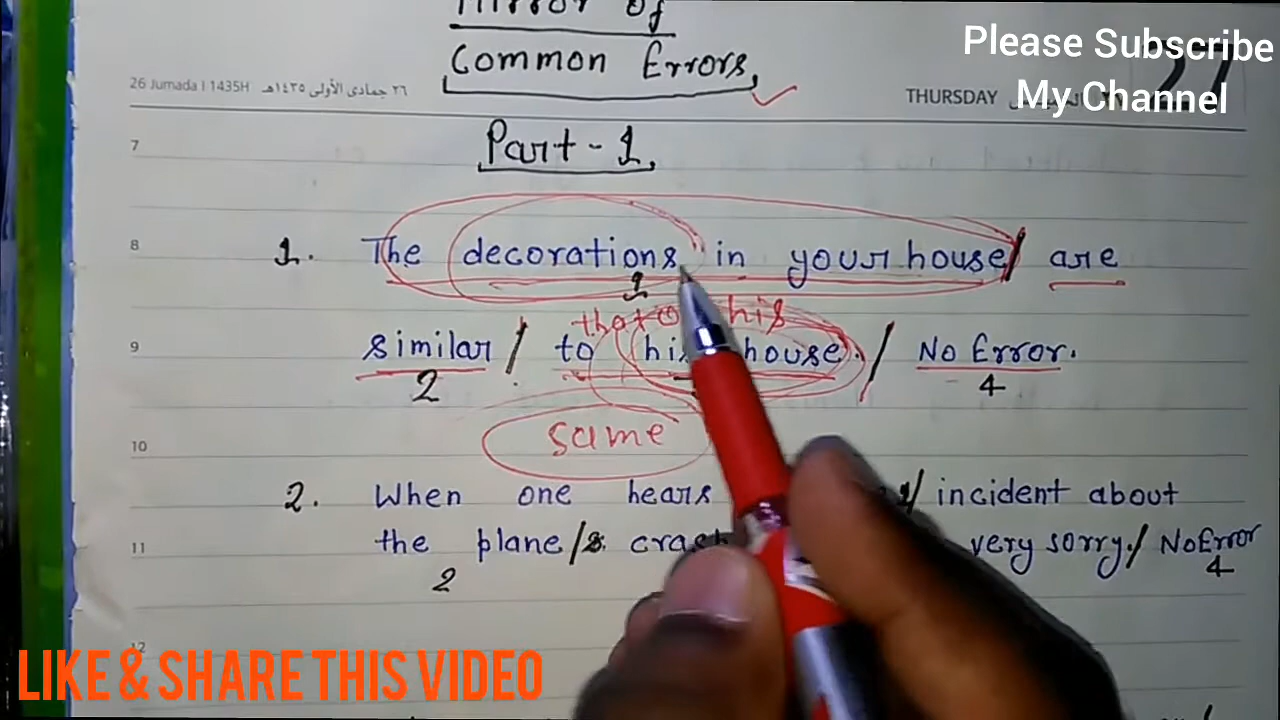 Mirror of
Common Errors,
Please Subscribe
My Channel
26 Jumada I 1435H ٢٦ جمادى الأولى ١٤٣٥هـ
THURSDAY
27
7
Part-1
8
1. The decorations in your house/ are
1
9
similar/ to his house./ No Error.
2
4
same
10
2. When one hears / incident about
11
the plane/ very sorry./ No Error
2
4
12
LIKE & SHARE THIS VIDEO